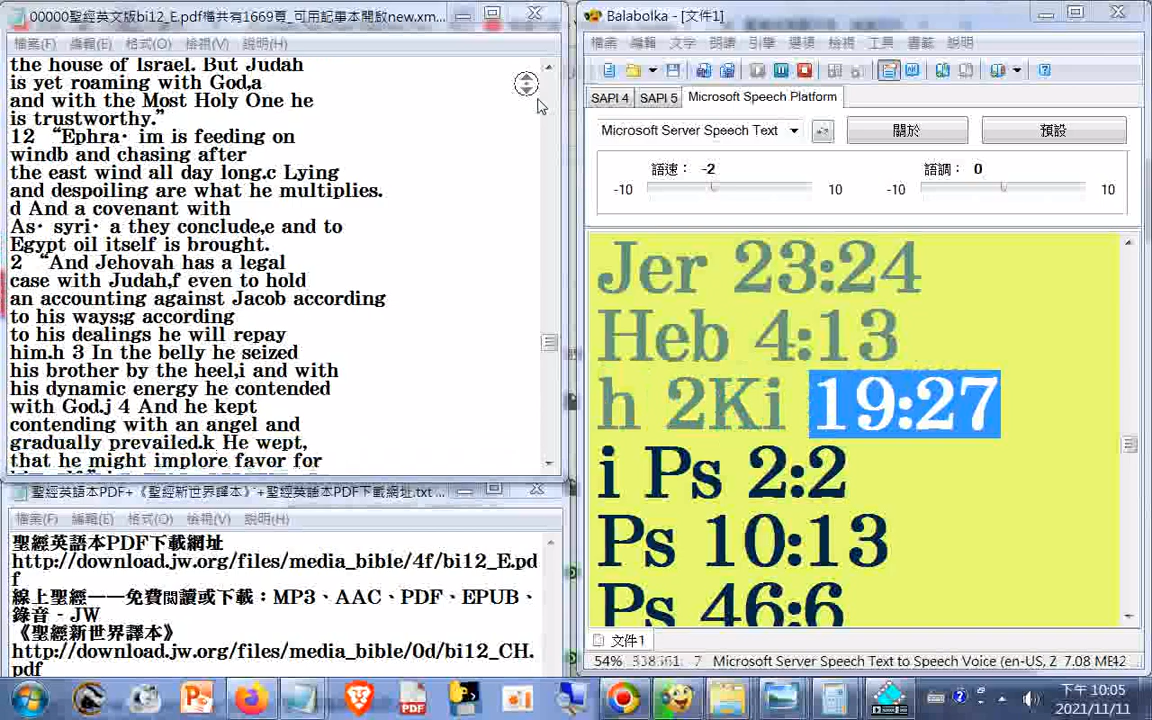 00000聖經英文版bi12_E.pdf檔共有1669頁_可用記事本開啟new.xm...
檔案(F) 編輯(E) 格式(O) 檢視(V) 說明(H)
the house of Israel. But Judah
is yet roaming with God,a
and with the Most Holy One he
is trustworthy.”
12 “Ephra· im is feeding on
windb and chasing after
the east wind all day long.c Lying
and despoiling are what he multiplies.
d And a covenant with
As· syri· a they conclude,e and to
Egypt oil itself is brought.
2 “And Jehovah has a legal
case with Judah,f even to hold
an accounting against Jacob according
to his ways;g according
to his dealings he will repay
him.h 3 In the belly he seized
his brother by the heel,i and with
his dynamic energy he contended
with God.j 4 And he kept
contending with an angel and
gradually prevailed.k He wept,
that he might implore favor for
聖經英語本PDF+《聖經新世界譯本》+聖經英語本PDF下載網址.txt ...
檔案(F) 編輯(E) 格式(O) 檢視(V) 說明(H)
聖經英語本PDF下載網址
http://download.jw.org/files/media_bible/4f/bi12_E.pd
f
線上聖經——免費閱讀或下載：MP3、AAC、PDF、EPUB、
錄音 - JW
《聖經新世界譯本》
http://download.jw.org/files/media_bible/0d/bi12_CH.
pdf
Balabolka - [文件1]
檔案 編輯 文字 朗讀 引擎 選項 檢視 工具 書籤 說明
SAPI 4 SAPI 5 Microsoft Speech Platform
Microsoft Server Speech Text 關於 預設
語速： -2 語調： 0
-10 10 -10 10
Jer 23:24
Heb 4:13
h 2Ki 19:27
i Ps 2:2
Ps 10:13
Ps 46:6
文件1
54% 7 Microsoft Server Speech Text to Speech Voice (en-US, Z 7.08 ME42
下午 10:05
2021/11/11